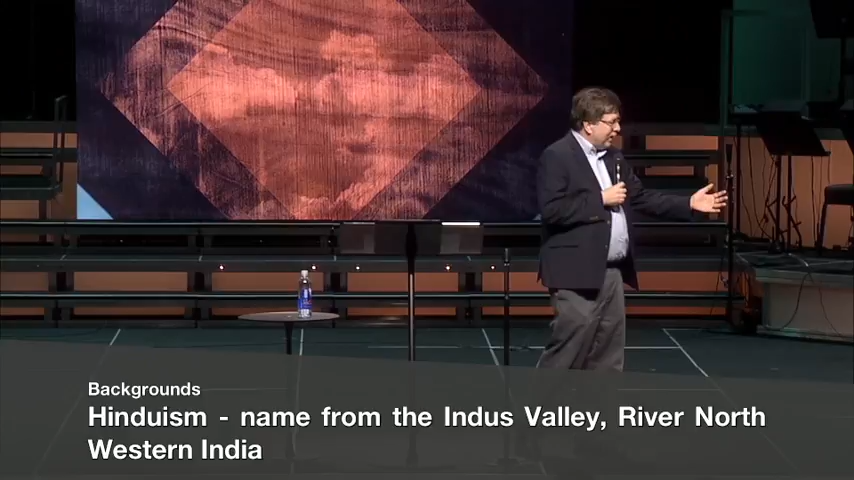 Backgrounds
Hinduism - name from the Indus Valley, River North
Western India